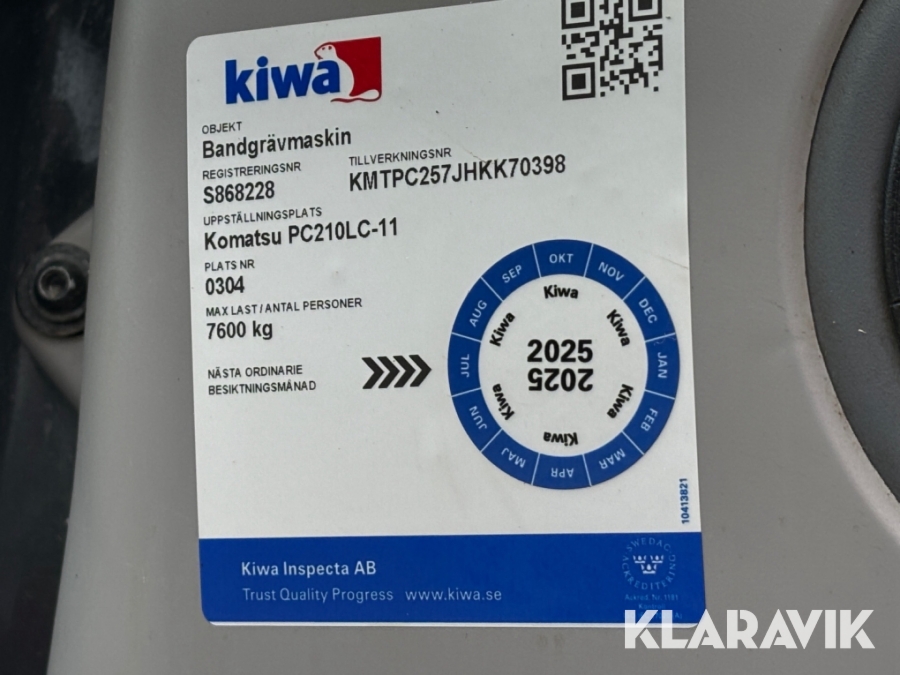 kiwa
OBJEKT
Bandgrävmaskin
REGISTRERINGSNR
S868228
TILLVERKNINGSNR
KMTPC257JHKK70398
UPPSTÄLLNINGSPLATS
Komatsu PC210LC-11
PLATS NR
0304
MAX LAST / ANTAL PERSONER
7600 kg
NÄSTA ORDINARIE
BESIKTNINGSMÅNAD
JAN
FEB
MAR
APR
MAJ
JUN
JUL
AUG
SEP
OKT
NOV
DEC
Kiwa
Kiwa
Kiwa
Kiwa
Kiwa
Kiwa
2025
2025
10413821
Kiwa Inspecta AB
Trust Quality Progress www.kiwa.se
SWEDAC
ACKREDITERING
KLARAVIK